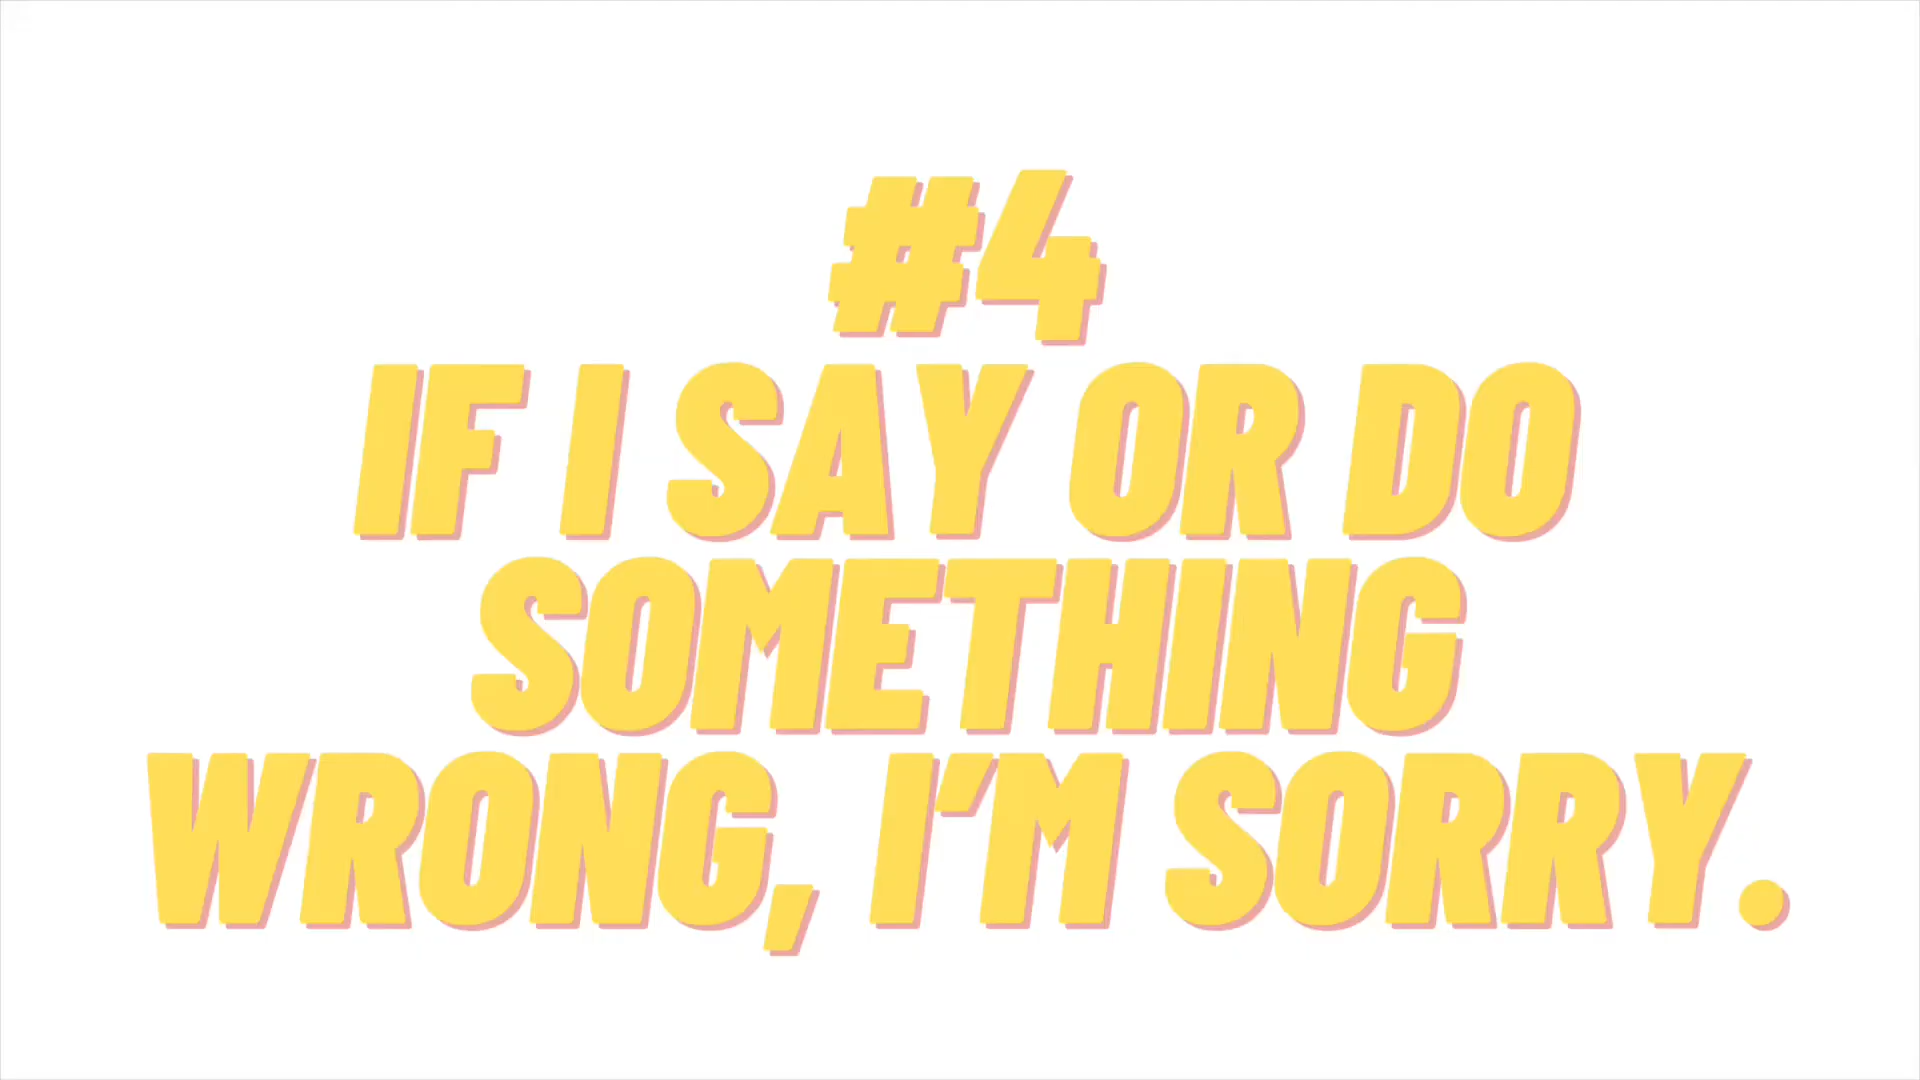 #4
IF I SAY OR DO
SOMETHING
WRONG, I’M SORRY.